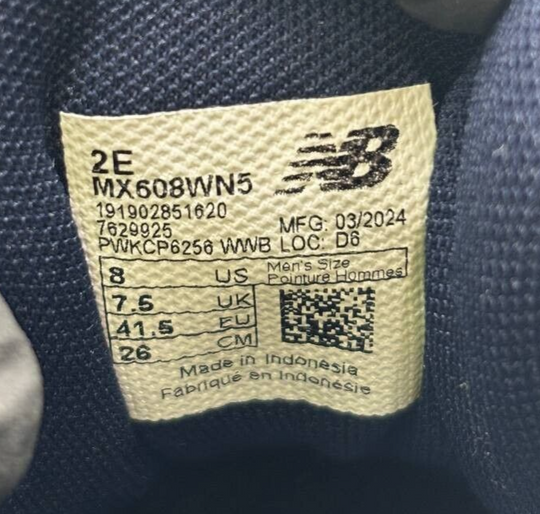 2E
MX608WN5
NB
191902851620
7629925 MFG: 03/2024
PWKCP6256 WWB LOC: D6
8 US Men's Size
Pointure Hommes
7.5 UK
41.5 EU
26 CM
Made in Indonesia
Fabriqué en Indonésie